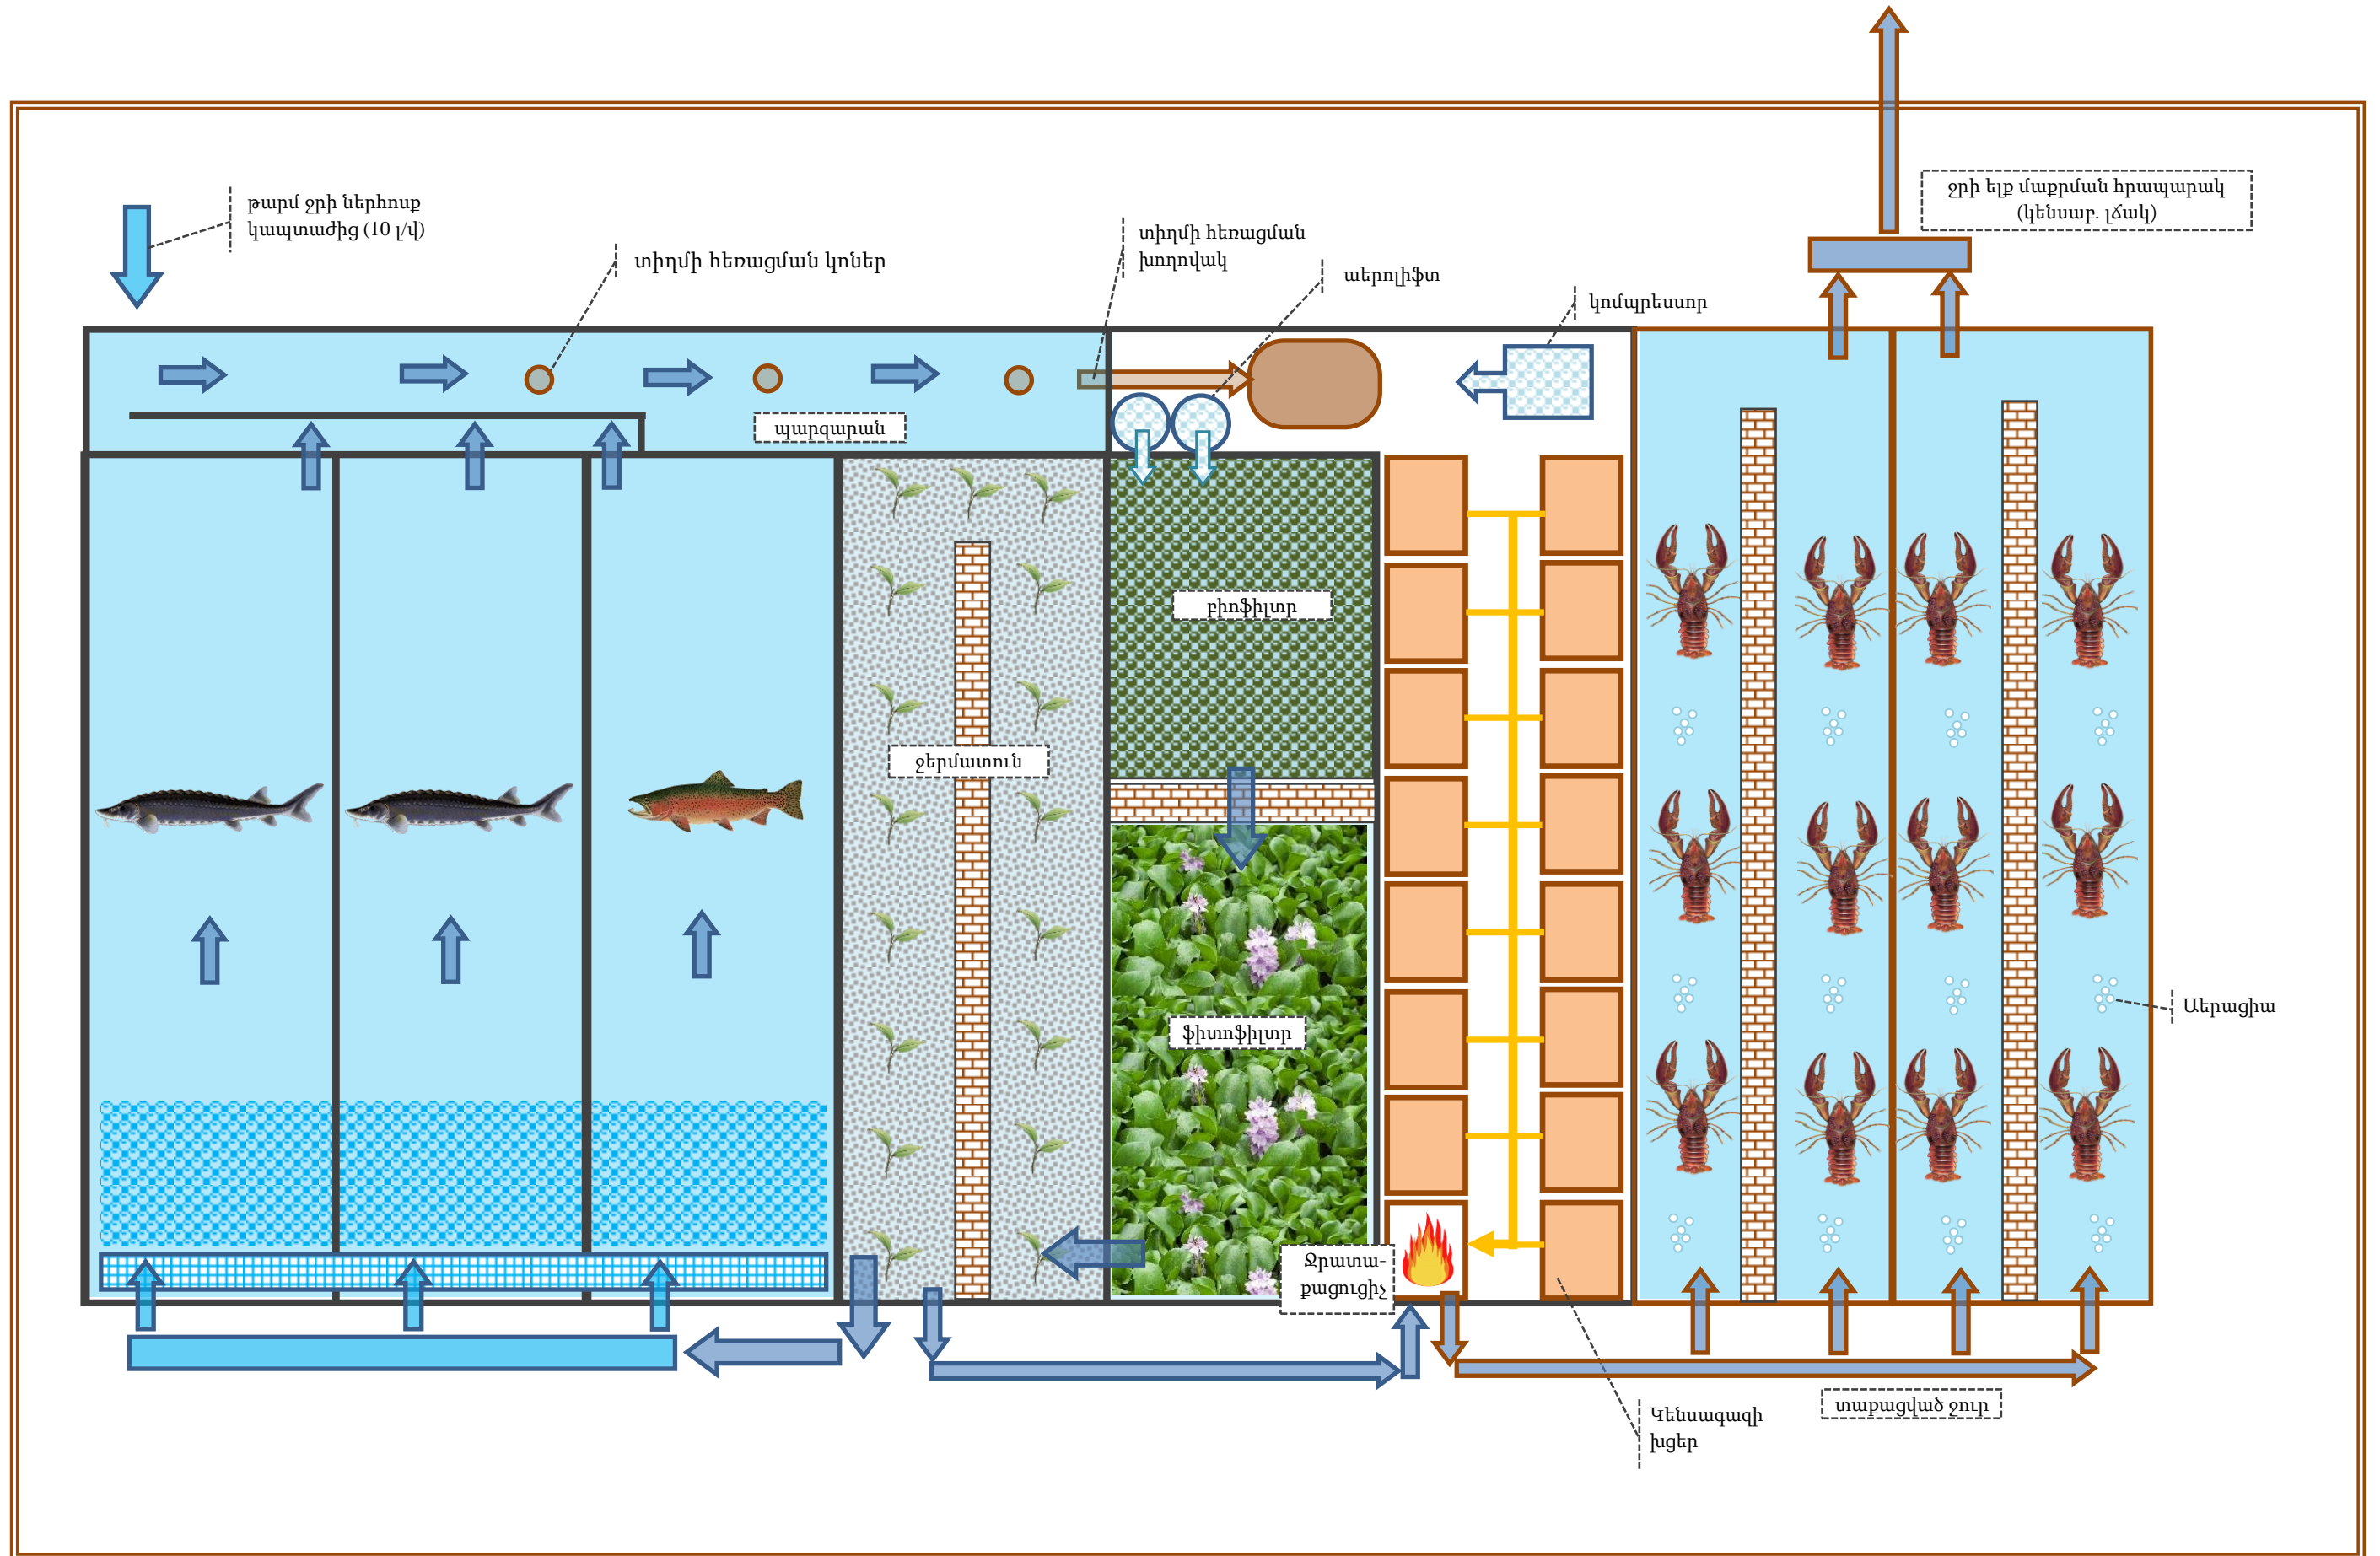 թարմ ջրի ներհոսք
կապտաժից (10 լ/վ)
տիղմի հեռացման կոներ
տիղմի հեռացման
խողովակ
աերոլիֆտ
կոմպրեսսոր
ջրի ելք մաքրման հրապարակ
(կենսաբ. լճակ)
պարզարան
բիոֆիլտր
ջերմատուն
ֆիտոֆիլտր
Աերացիա
Ջրատա-
քացուցիչ
տաքացված ջուր
Կենսագազի
խցեր